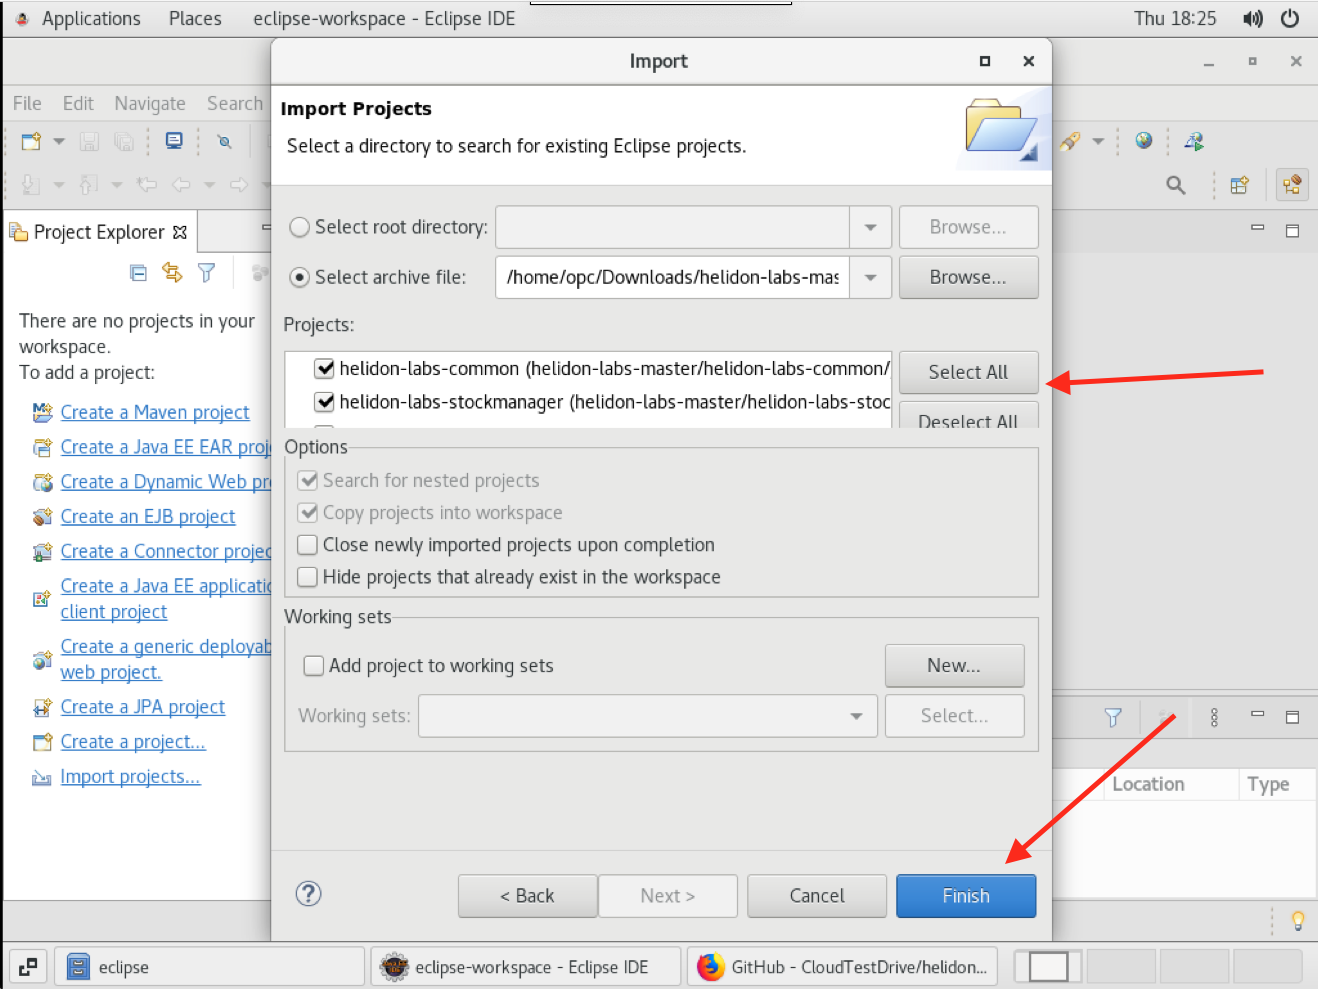 Applications Places eclipse-workspace - Eclipse IDE Thu 18:25
Import
File Edit Navigate Search
Import Projects
Select a directory to search for existing Eclipse projects.
Project Explorer
Select root directory: Browse...
Select archive file: /home/opc/Downloads/helidon-labs-mas Browse...
Projects:
helidon-labs-common (helidon-labs-master/helidon-labs-common/
Select All
helidon-labs-stockmanager (helidon-labs-master/helidon-labs-stoc
Deselect All
There are no projects in your
workspace.
To add a project:
Create a Maven project
Create a Java EE EAR proj
Create a Dynamic Web pr
Create an EJB project
Create a Connector projec
Create a Java EE applicatio
client project
Create a generic deployab
web project.
Create a JPA project
Create a project...
Import projects...
Options
Search for nested projects
Copy projects into workspace
Close newly imported projects upon completion
Hide projects that already exist in the workspace
Working sets
Add project to working sets New...
Working sets: Select...
Location Type
? < Back Next > Cancel Finish
eclipse eclipse-workspace - Eclipse IDE GitHub - CloudTestDrive/helidon...